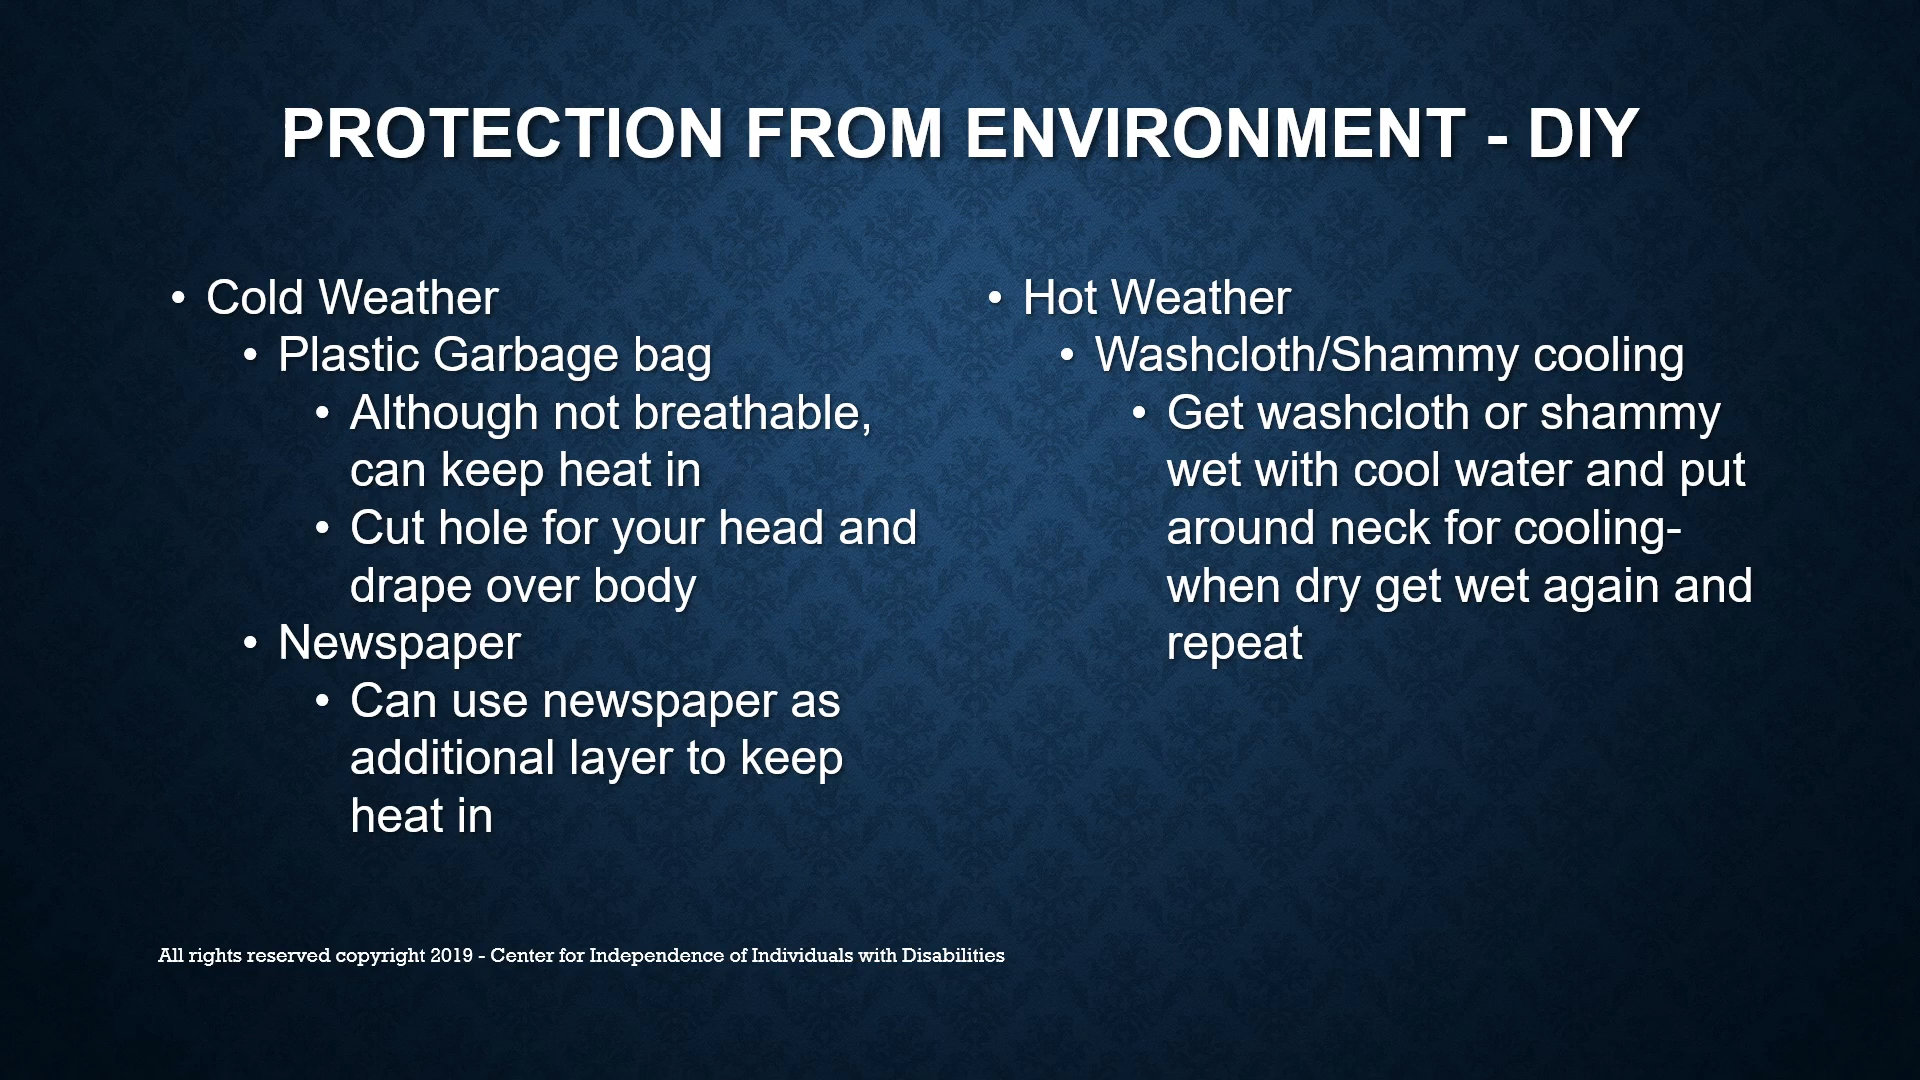 PROTECTION FROM ENVIRONMENT - DIY
• Cold Weather
• Plastic Garbage bag
• Although not breathable,
can keep heat in
• Cut hole for your head and
drape over body
• Newspaper
• Can use newspaper as
additional layer to keep
heat in
• Hot Weather
• Washcloth/Shammy cooling
• Get washcloth or shammy
wet with cool water and put
around neck for cooling-
when dry get wet again and
repeat
All rights reserved copyright 2019 - Center for Independence of Individuals with Disabilities